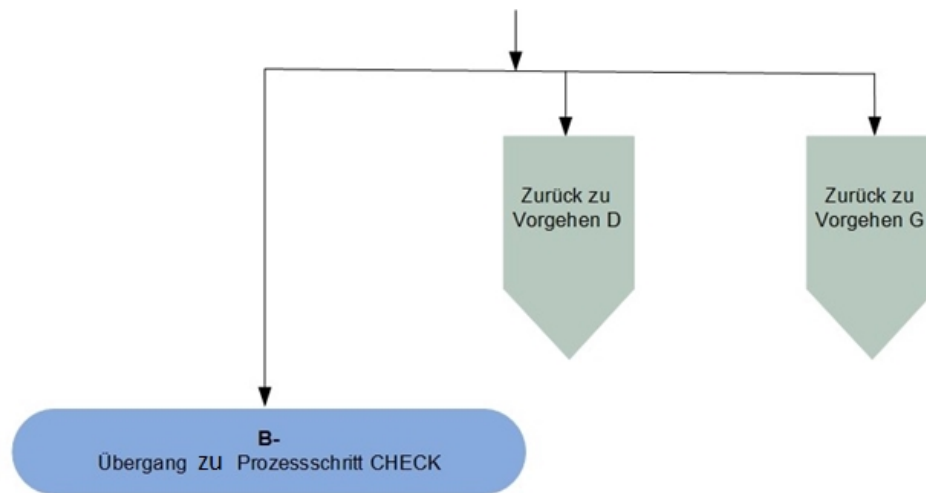 Zurück zu
Vorgehen D
Zurück zu
Vorgehen G
B-
Übergang zu Prozessschritt CHECK